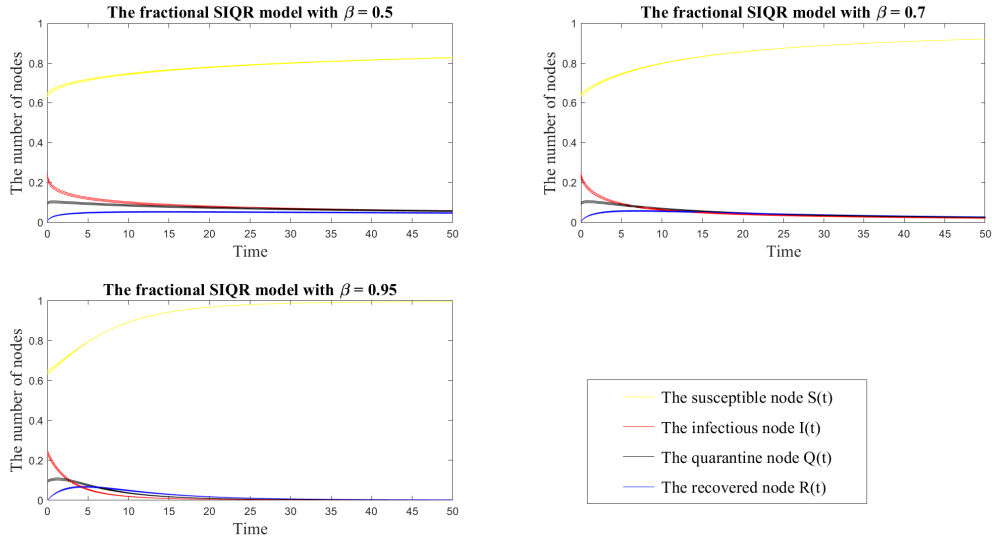 The fractional SIQR model with β = 0.5
The number of nodes
1
0.8
0.6
0.4
0.2
0
0 5 10 15 20 25 30 35 40 45 50
Time
The fractional SIQR model with β = 0.7
The number of nodes
1
0.8
0.6
0.4
0.2
0
0 5 10 15 20 25 30 35 40 45 50
Time
The fractional SIQR model with β = 0.95
The number of nodes
1
0.8
0.6
0.4
0.2
0
0 5 10 15 20 25 30 35 40 45 50
Time
The susceptible node S(t)
The infectious node I(t)
The quarantine node Q(t)
The recovered node R(t)